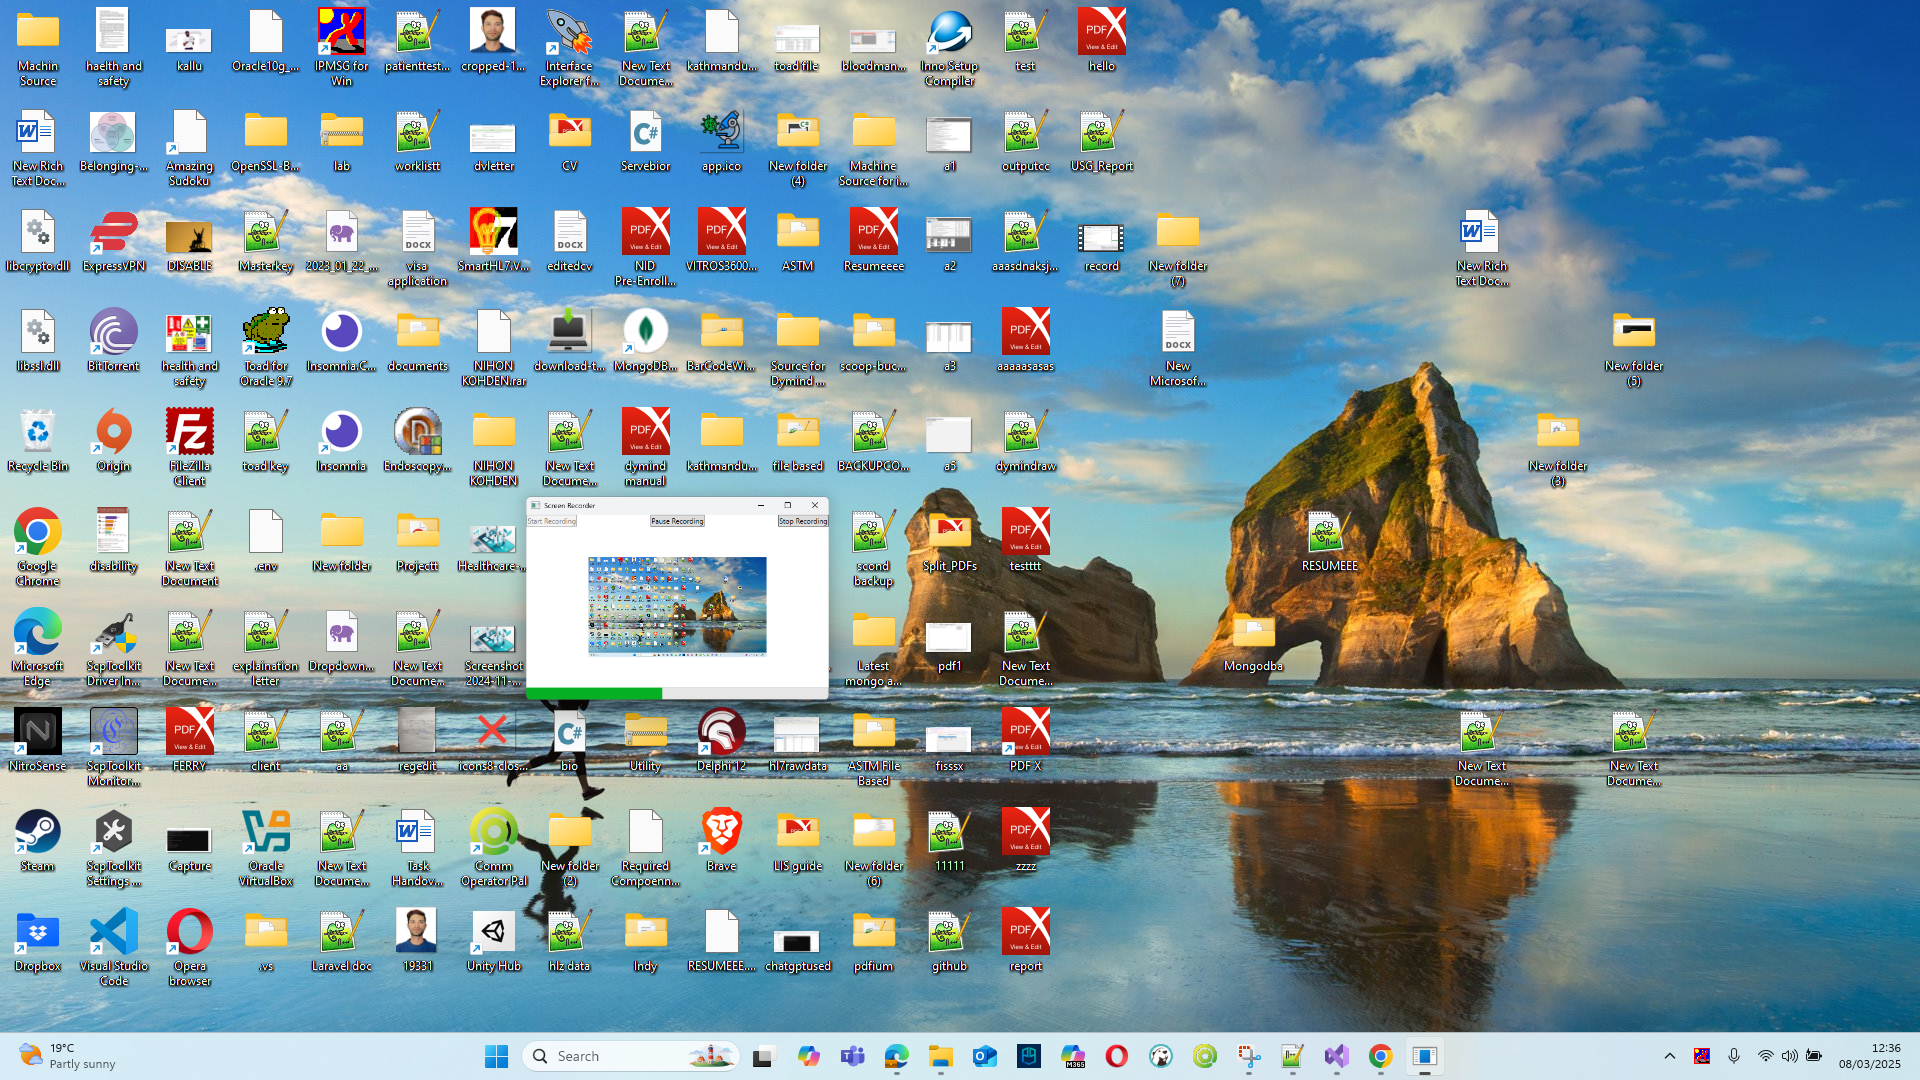 Machin
Source
haelth and
safety
kallu
Oracle10g_...
IPMSG for
Win
patienttest...
cropped-1...
Interface
Explorer f...
New Text
Docume...
kathmandu...
toad file
bloodman...
Inno Setup
Compiler
test
hello
New Rich
Text Doc...
Belonging-...
Amazing
Sudoku
OpenSSL-B...
lab
worklistt
dvletter
CV
Servebior
app.ico
New folder
(4)
Machine
Source for i...
a1
outputcc
USG_Report
libcrypto.dll
ExpressVPN
DISABLE
Masterkey
2023_01_22_...
visa
application
SmartHL7.V...
editedcv
NID
Pre-Enroll...
VITROS3600...
ASTM
Resumeeee
a2
aaasdnaksj...
record
New folder
(7)
New Rich
Text Doc...
libssl.dll
BitTorrent
health and
safety
Toad for
Oracle 9.7
Insomnia.C...
documents
NIHON
KOHDEN.rar
download-t...
MongoDB...
BarCodeWi...
Source for
Dymind ...
scoop-buc...
a3
aaaaasasas
New
Microsof...
New folder
(5)
Recycle Bin
Origin
FileZilla
Client
toad key
Insomnia
Endoscopy...
NIHON
KOHDEN
New Text
Docume...
dymind
manual
kathmandu...
file based
BACKUPCO...
a5
dymindraw
New folder
(3)
Screen Recorder
Start Recording
Pause Recording
Stop Recording
Google
Chrome
disability
New Text
Document
.env
New folder
Projectt
Healthcare-...
scond
backup
Split_PDFs
testttt
RESUMEEE
Microsoft
Edge
ScpToolkit
Driver In...
New Text
Docume...
explaination
letter
Dropdown...
New Text
Docume...
Screenshot
2024-11-...
Latest
mongo a...
pdf1
New Text
Docume...
Mongodba
NitroSense
ScpToolkit
Monitor...
FERRY
client
aa
regedit
icons8-clos...
bio
Utility
Delphi 12
hl7rawdata
ASTM File
Based
fisssx
PDF X
New Text
Docume...
New Text
Docume...
Steam
ScpToolkit
Settings ...
Capture
Oracle
VirtualBox
New Text
Docume...
Task
Handov...
Comm
Operator Pal
New folder
(2)
Required
Compoenn...
Brave
LIS guide
New folder
(6)
11111
zzzz
Dropbox
Visual Studio
Code
Opera
browser
.vs
Laravel doc
19331
Unity Hub
hlz data
Indy
RESUMEEE....
chatgptused
pdfium
github
report
19°C
Partly sunny
Search
12:36
08/03/2025